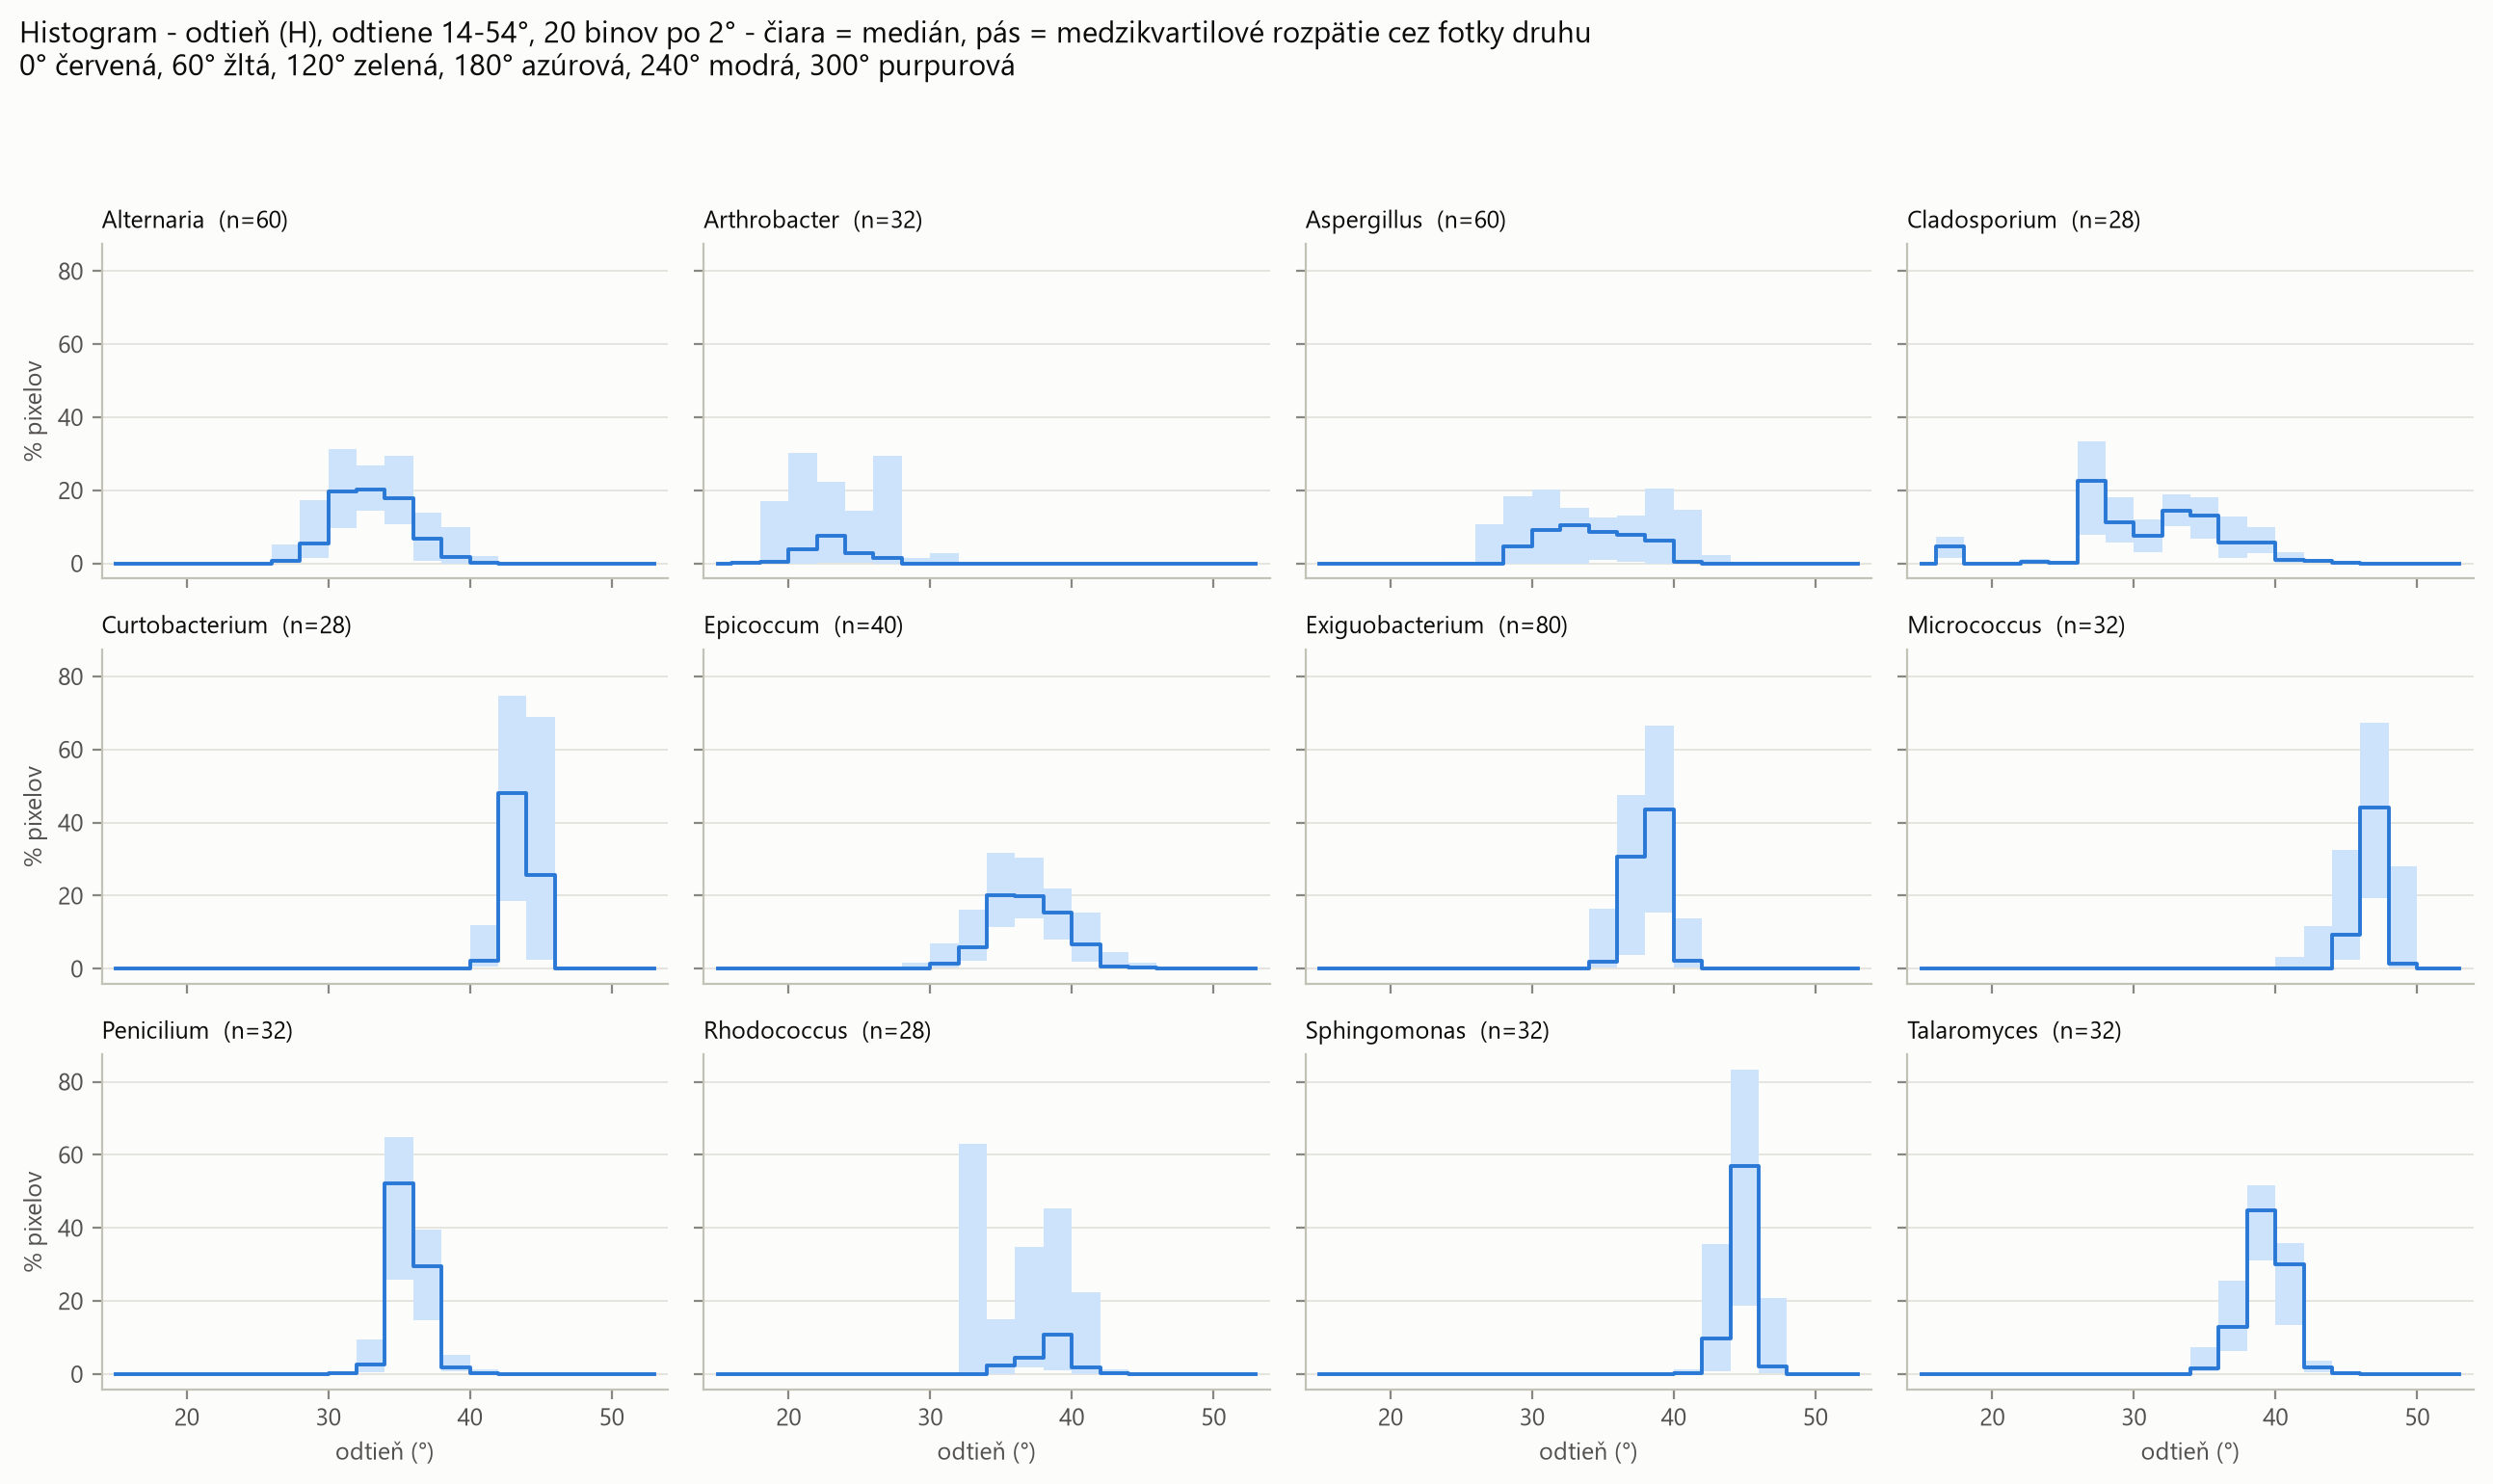 Histogram - odtieň (H), odtiene 14-54°, 20 binov po 2° - čiara = medián, pás = medzikvartilové rozpätie cez fotky druhu
0° červená, 60° žltá, 120° zelená, 180° azúrová, 240° modrá, 300° purpurová
Alternaria (n=60)
Arthrobacter (n=32)
Aspergillus (n=60)
Cladosporium (n=28)
80
60
40
20
0
% pixelov
Curtobacterium (n=28)
Epicoccum (n=40)
Exiguobacterium (n=80)
Micrococcus (n=32)
80
60
40
20
0
% pixelov
Penicilium (n=32)
Rhodococcus (n=28)
Sphingomonas (n=32)
Talaromyces (n=32)
80
60
40
20
0
% pixelov
20 30 40 50
20 30 40 50
20 30 40 50
20 30 40 50
odtieň (°)
odtieň (°)
odtieň (°)
odtieň (°)